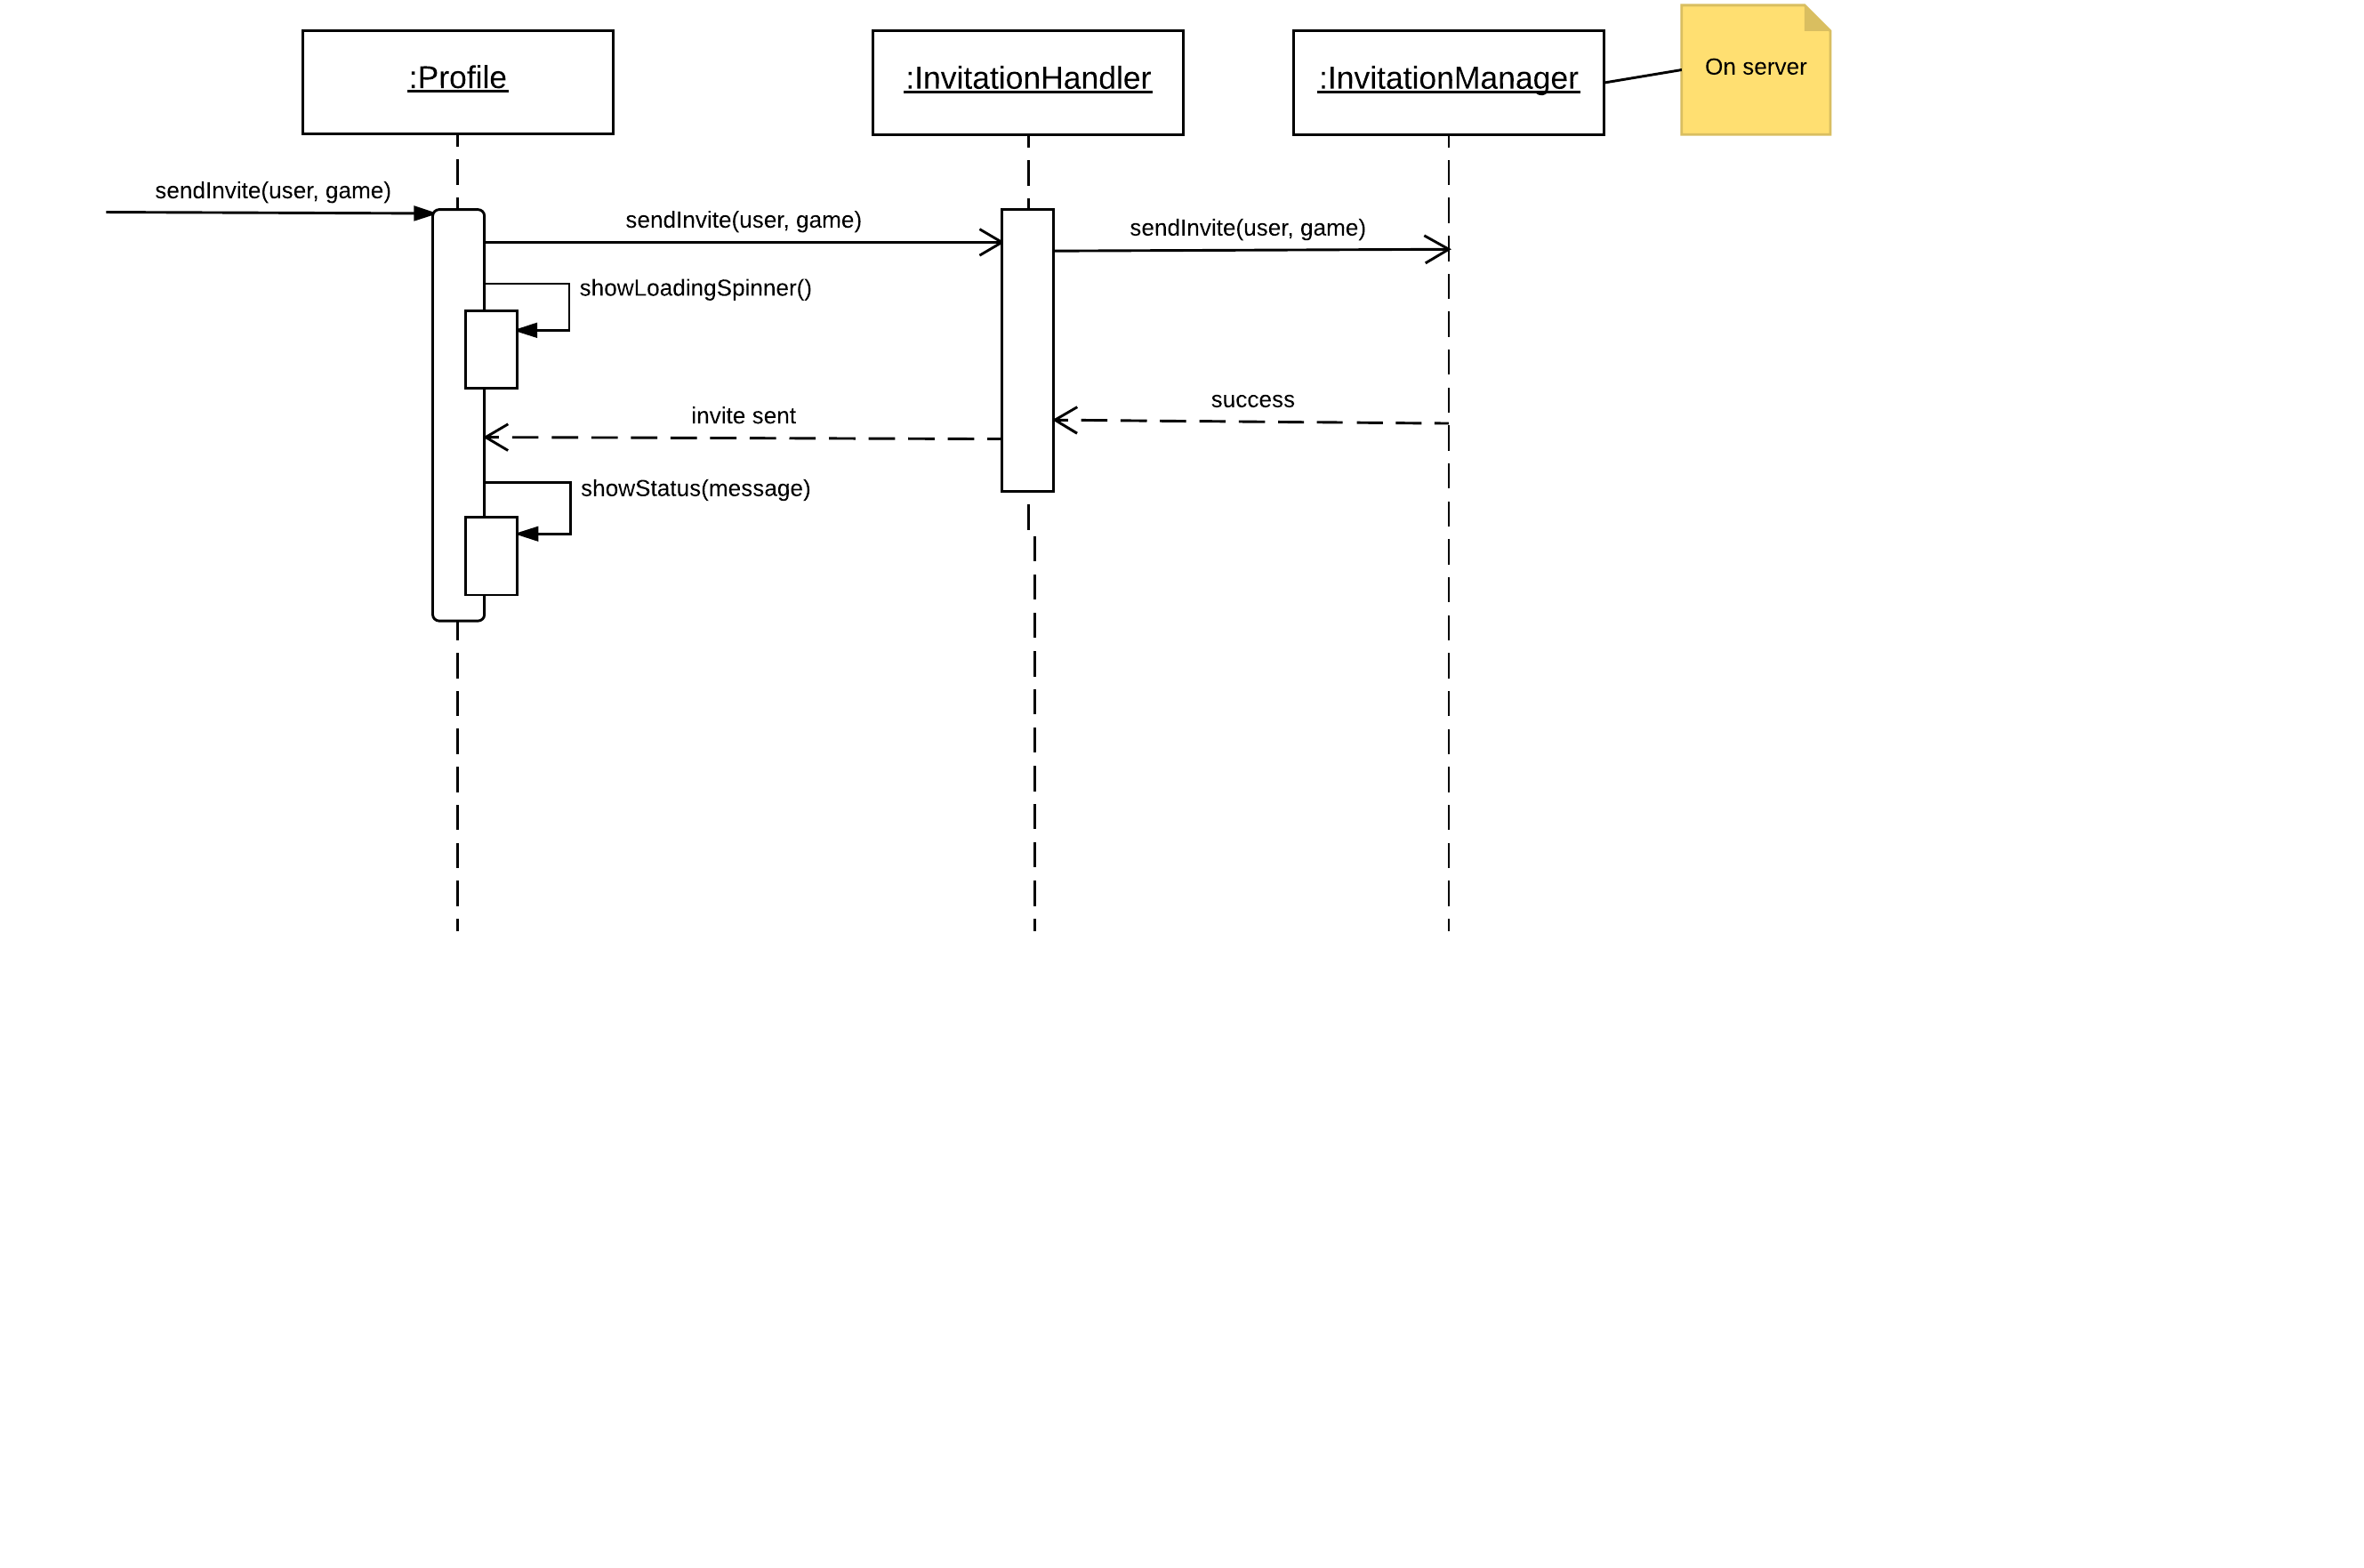 :Profile
:InvitationHandler
:InvitationManager
On server
sendInvite(user, game)
sendInvite(user, game)
sendInvite(user, game)
showLoadingSpinner()
success
invite sent
showStatus(message)